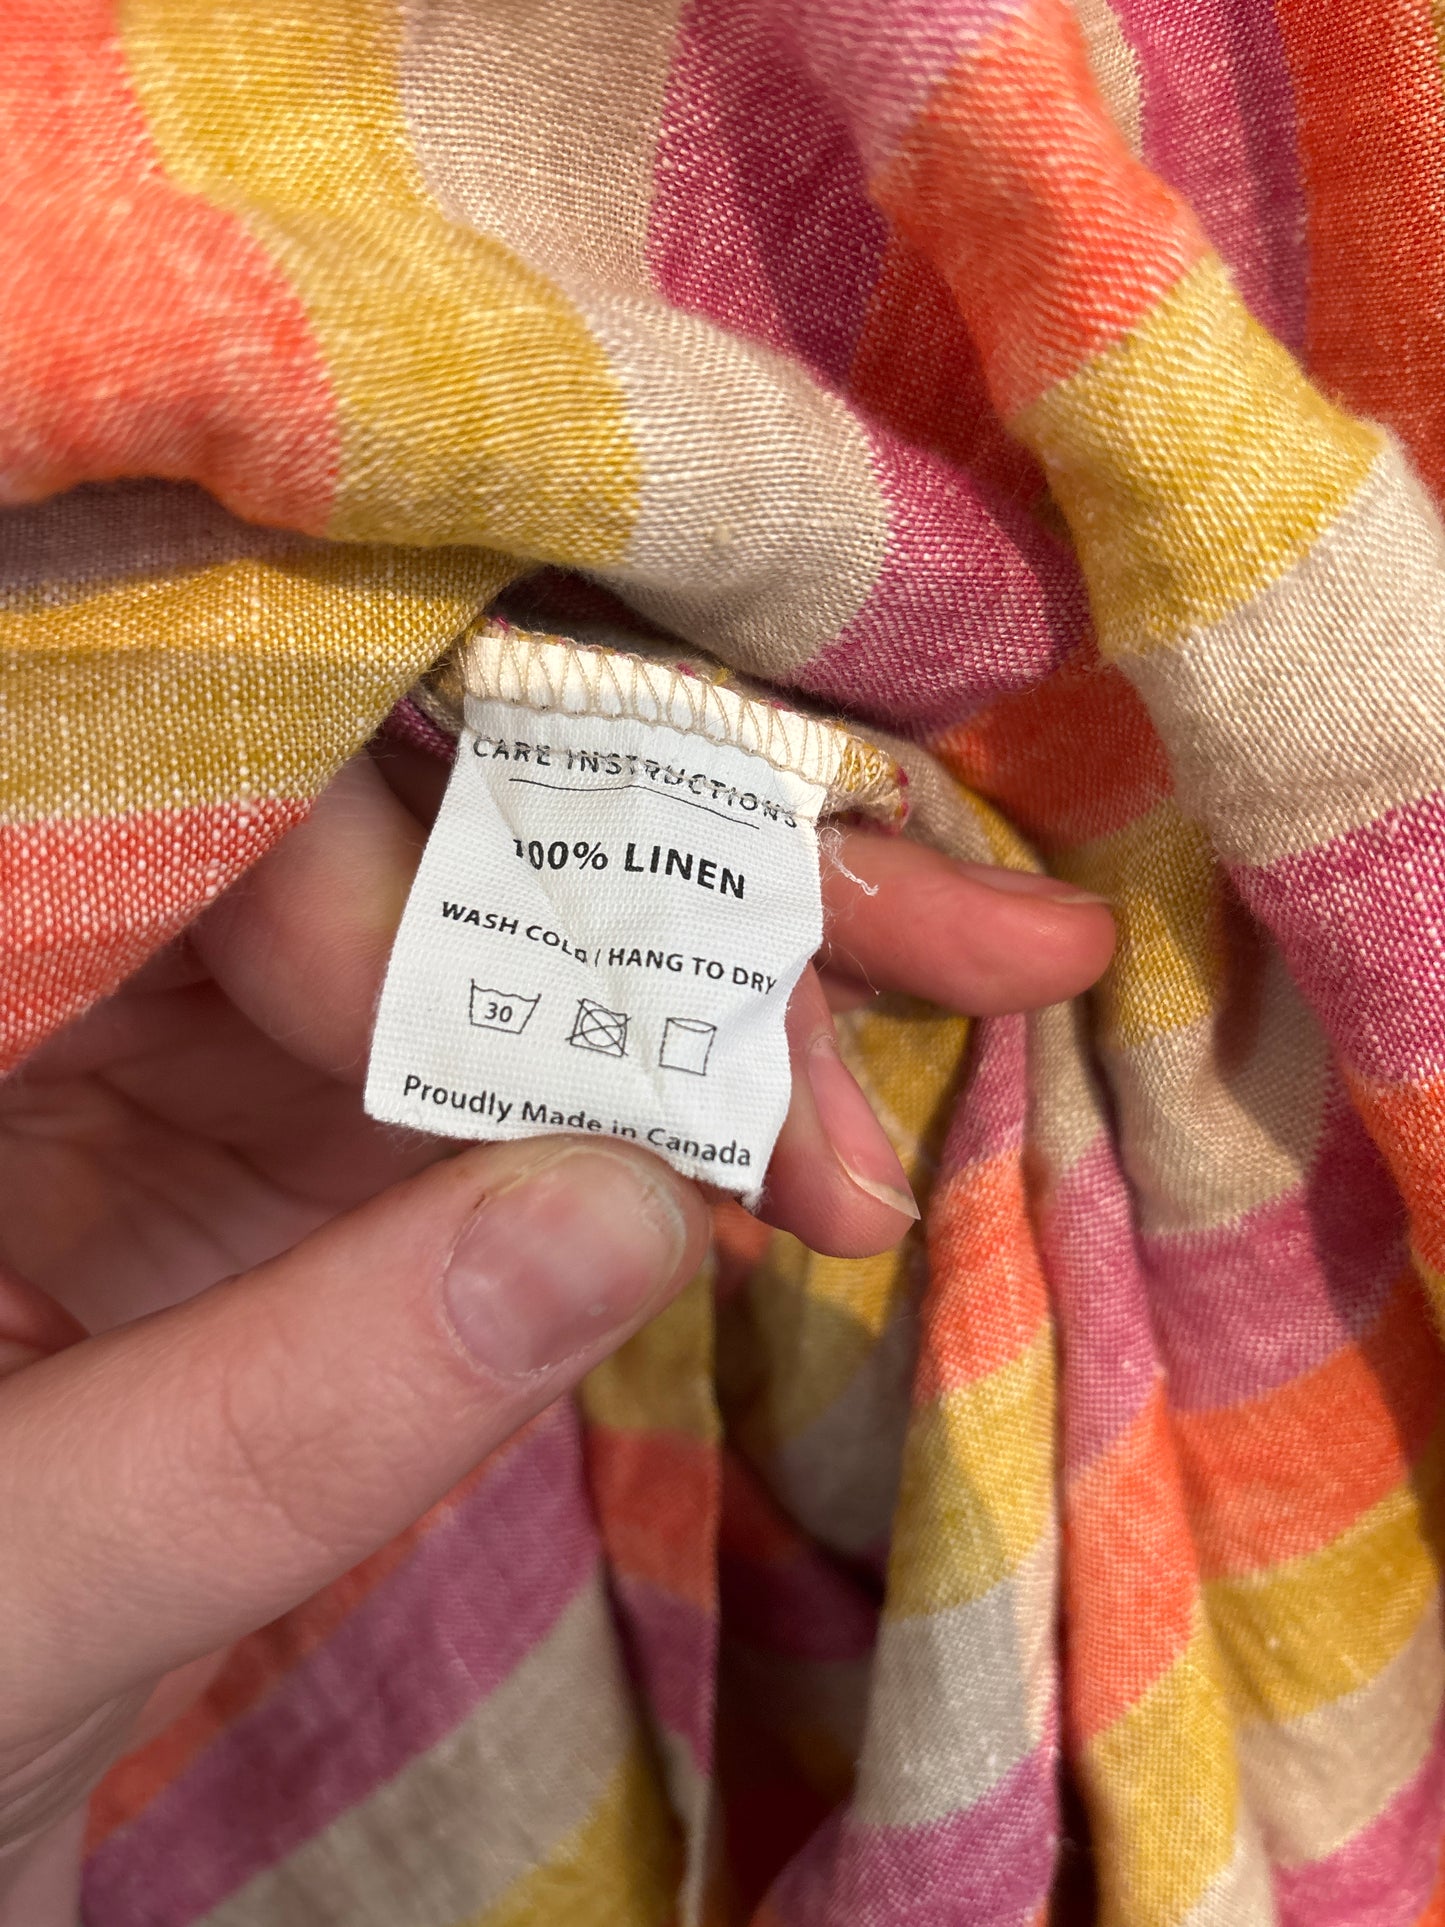 CARE INSTRUCTIONS
100% LINEN
WASH COLD / HANG TO DRY
30
Proudly Made in Canada